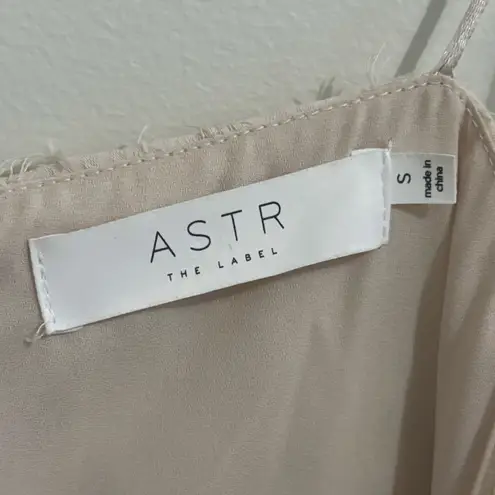 ASTR
THE LABEL
S
made in
china